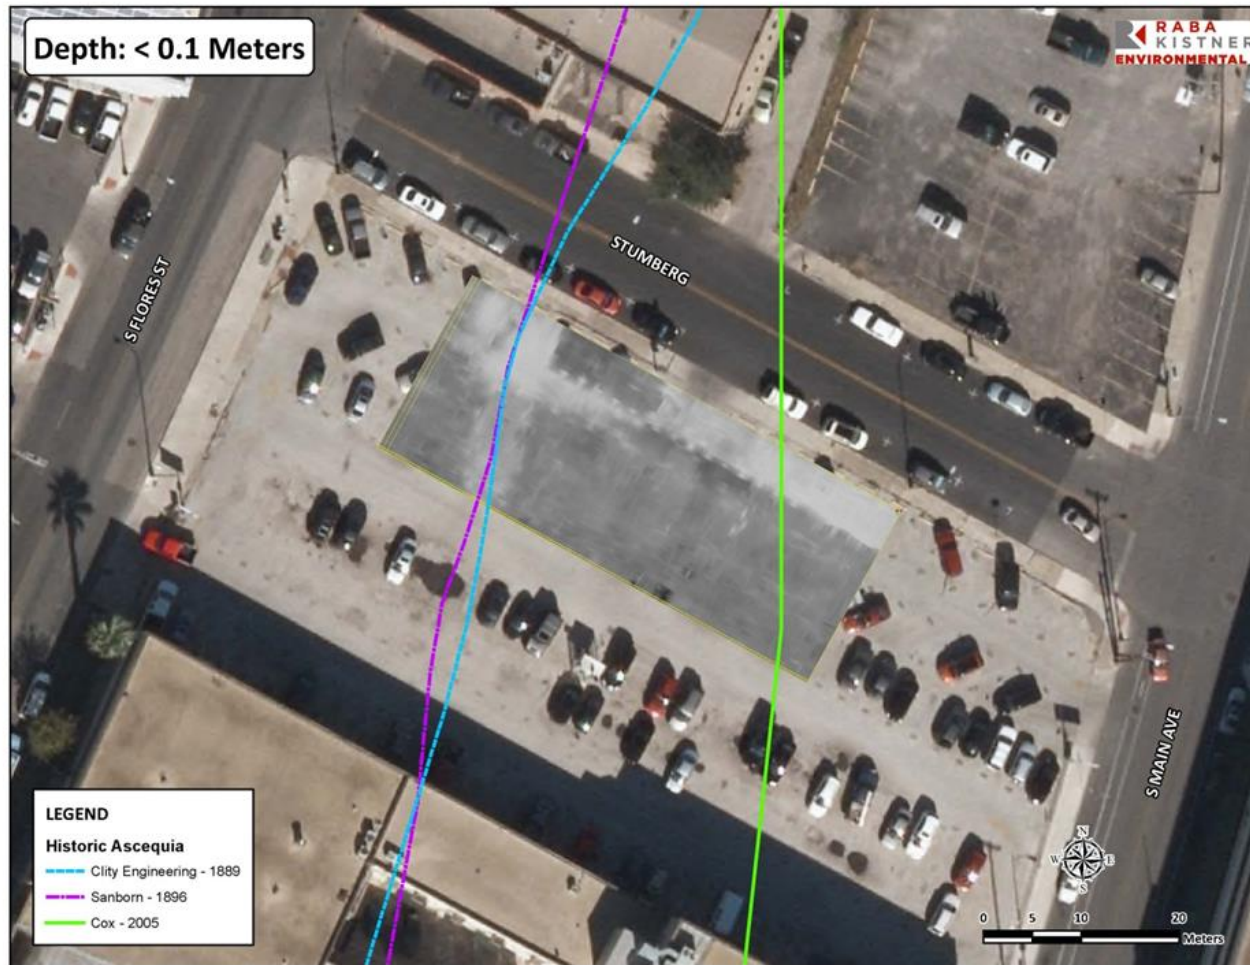 Depth: < 0.1 Meters
RABA
KISTNER
ENVIRONMENTAL
STUMBERG
S FLORES ST
S MAIN AVE
LEGEND
Historic Ascequia
Clity Engineering - 1889
Sanborn - 1896
Cox - 2005
N
W E
S
0 5 10 20
Meters